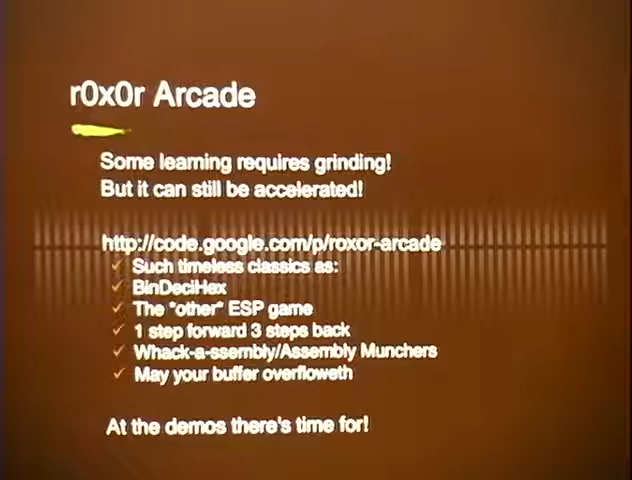 r0x0r Arcade
Some learning requires grinding!
But it can still be accelerated!
http://code.google.com/p/roxor-arcade
Such timeless classics as:
BinDeciHex
The *other* ESP game
1 step forward 3 steps back
Whack-a-ssembly/Assembly Munchers
May your buffer overfloweth
At the demos there's time for!